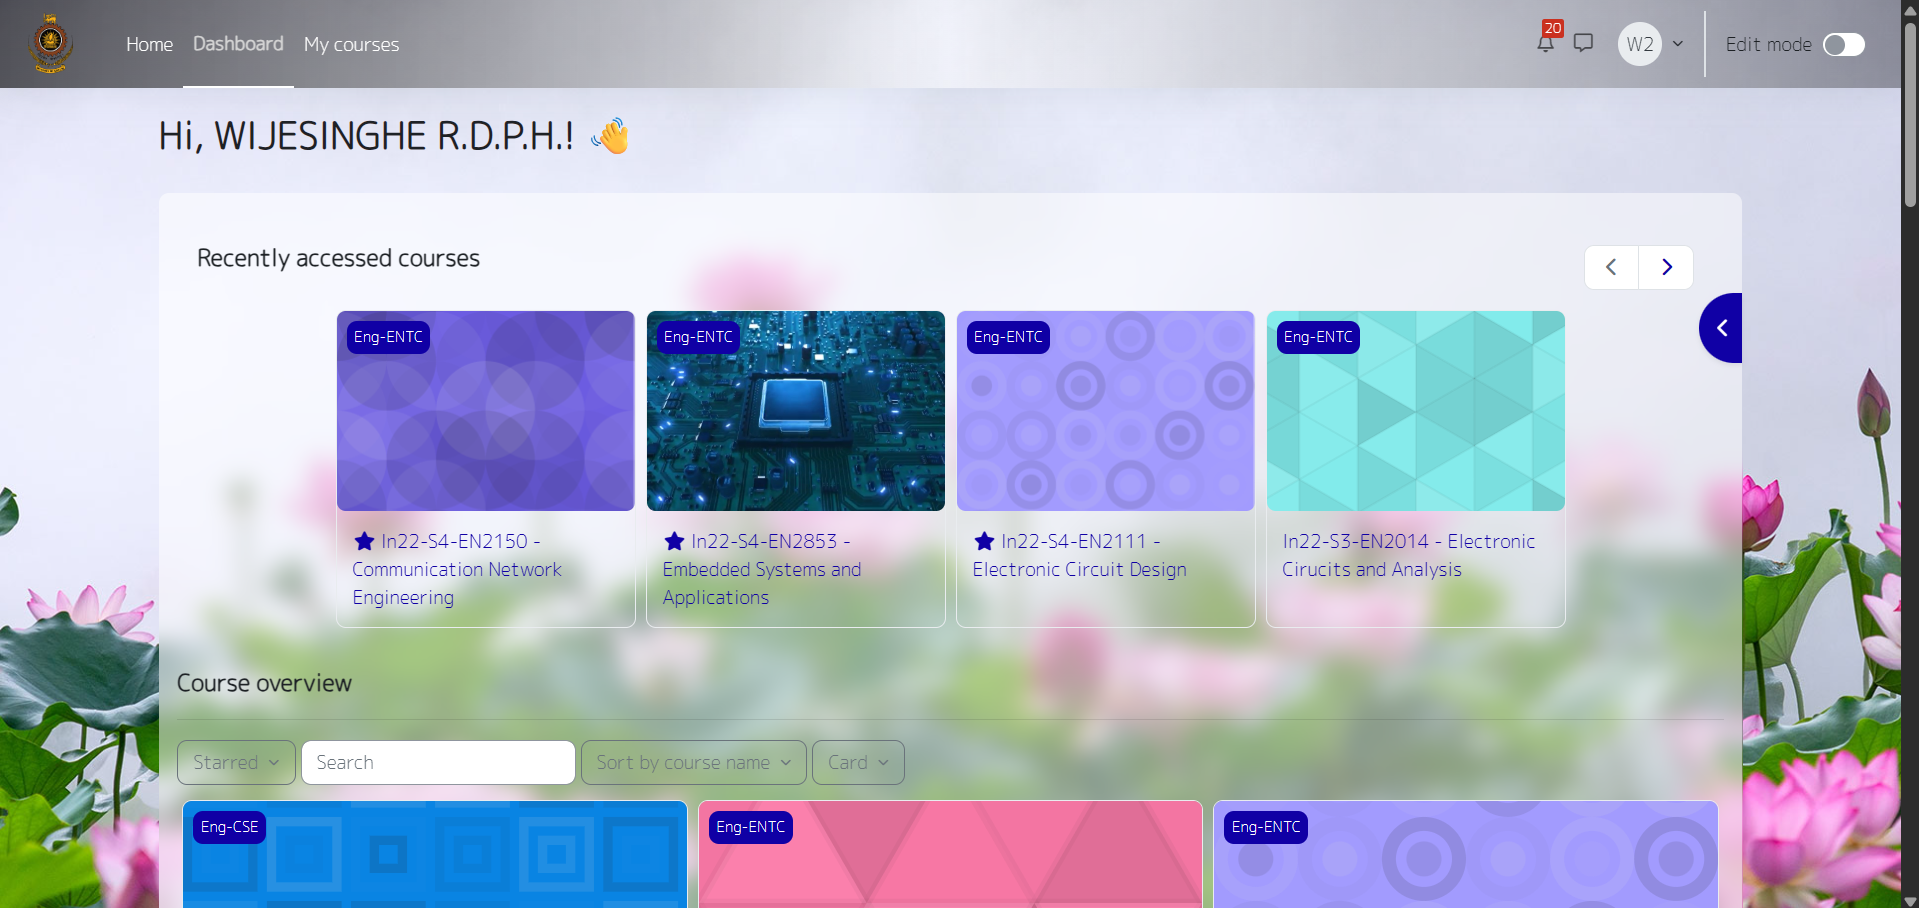 Home
Dashboard
My courses
20
W2
Edit mode
Hi, WIJESINGHE R.D.P.H.! 👋
Recently accessed courses
Eng-ENTC
In22-S4-EN2150 -
Communication Network
Engineering
Eng-ENTC
In22-S4-EN2853 -
Embedded Systems and
Applications
Eng-ENTC
In22-S4-EN2111 -
Electronic Circuit Design
Eng-ENTC
In22-S3-EN2014 - Electronic
Cirucits and Analysis
Course overview
Starred
Search
Sort by course name
Card
Eng-CSE
Eng-ENTC
Eng-ENTC